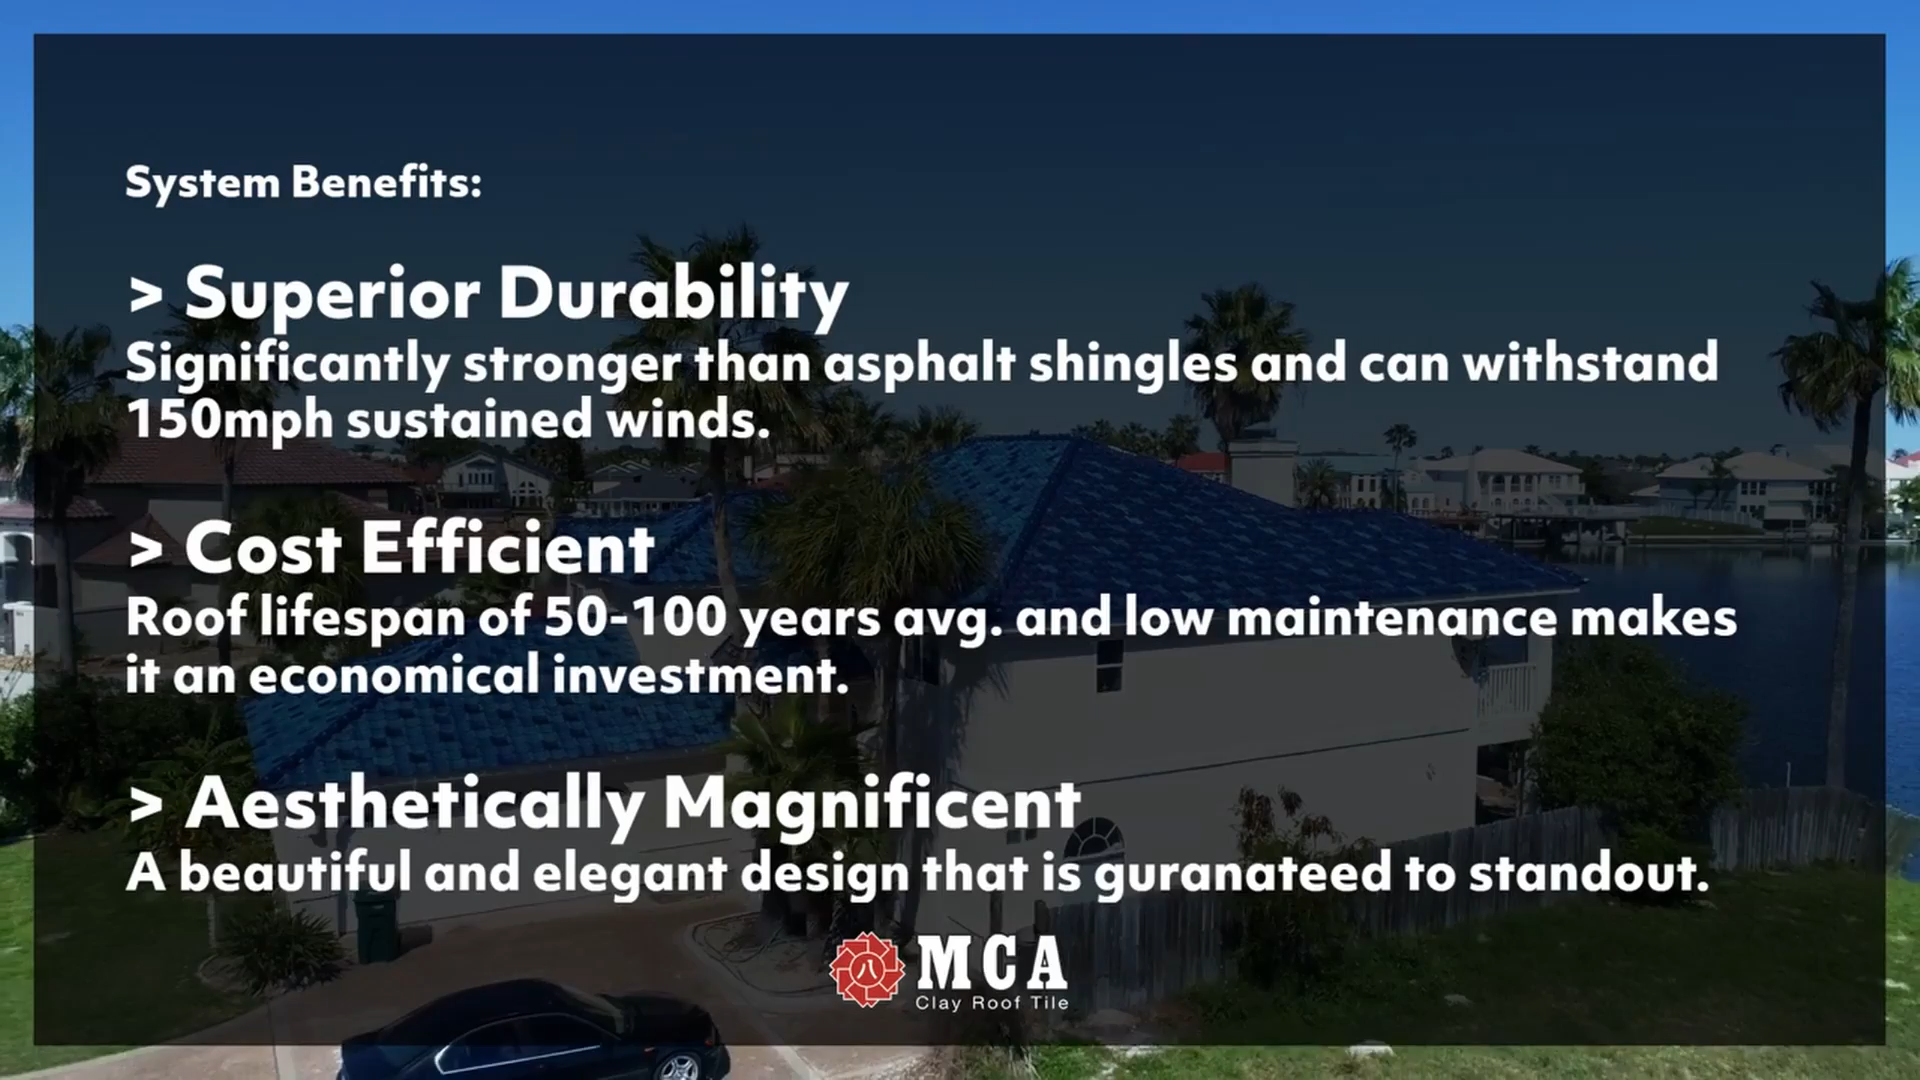 System Benefits:
> Superior Durability
Significantly stronger than asphalt shingles and can withstand
150mph sustained winds.
> Cost Efficient
Roof lifespan of 50-100 years avg. and low maintenance makes
it an economical investment.
> Aesthetically Magnificent
A beautiful and elegant design that is guranateed to standout.
八 MCA
Clay Roof Tile